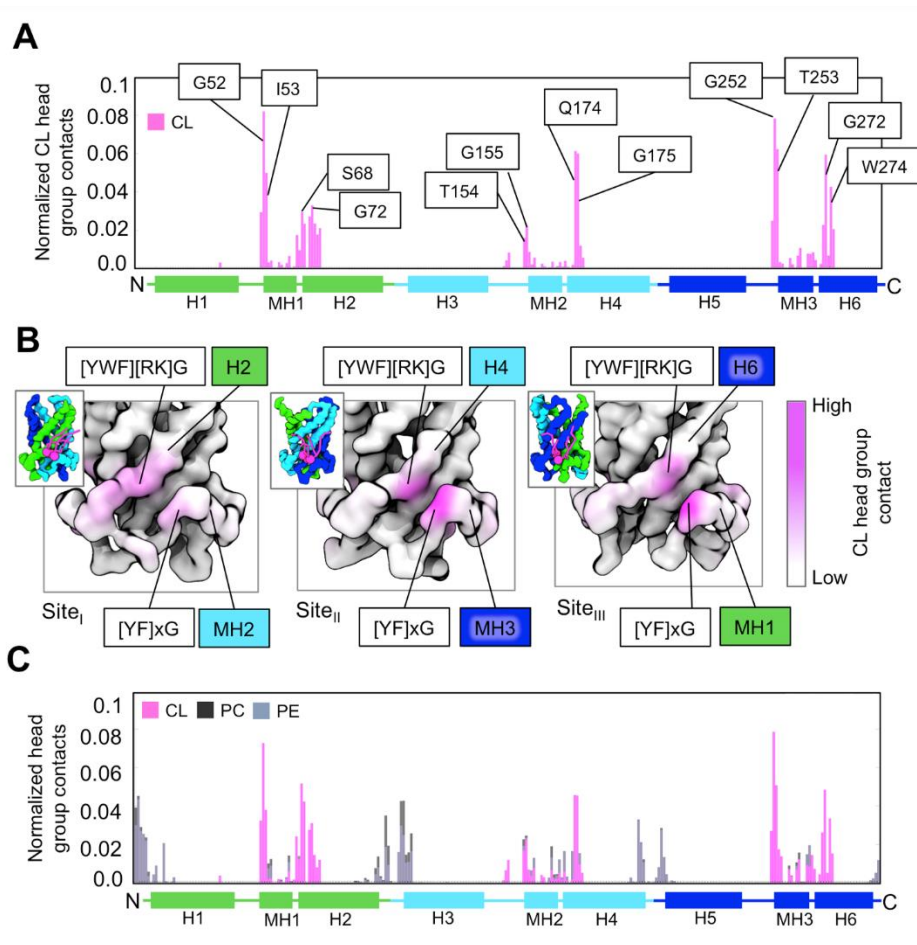 A
Normalized CL head
group contacts
0.1
0.08
0.06
0.04
0.02
0.0
CL
G52
I53
S68
G72
T154
G155
Q174
G175
G252
T253
G272
W274
N
H1
MH1
H2
H3
MH2
H4
H5
MH3
H6
C
B
[YWF][RK]G
H2
[YWF][RK]G
H4
[YWF][RK]G
H6
High
CL head group
contact
Low
SiteI
[YF]xG
MH2
SiteII
[YF]xG
MH3
SiteIII
[YF]xG
MH1
C
Normalized head
group contacts
0.1
0.08
0.06
0.04
0.02
0.0
CL
PC
PE
N
H1
MH1
H2
H3
MH2
H4
H5
MH3
H6
C